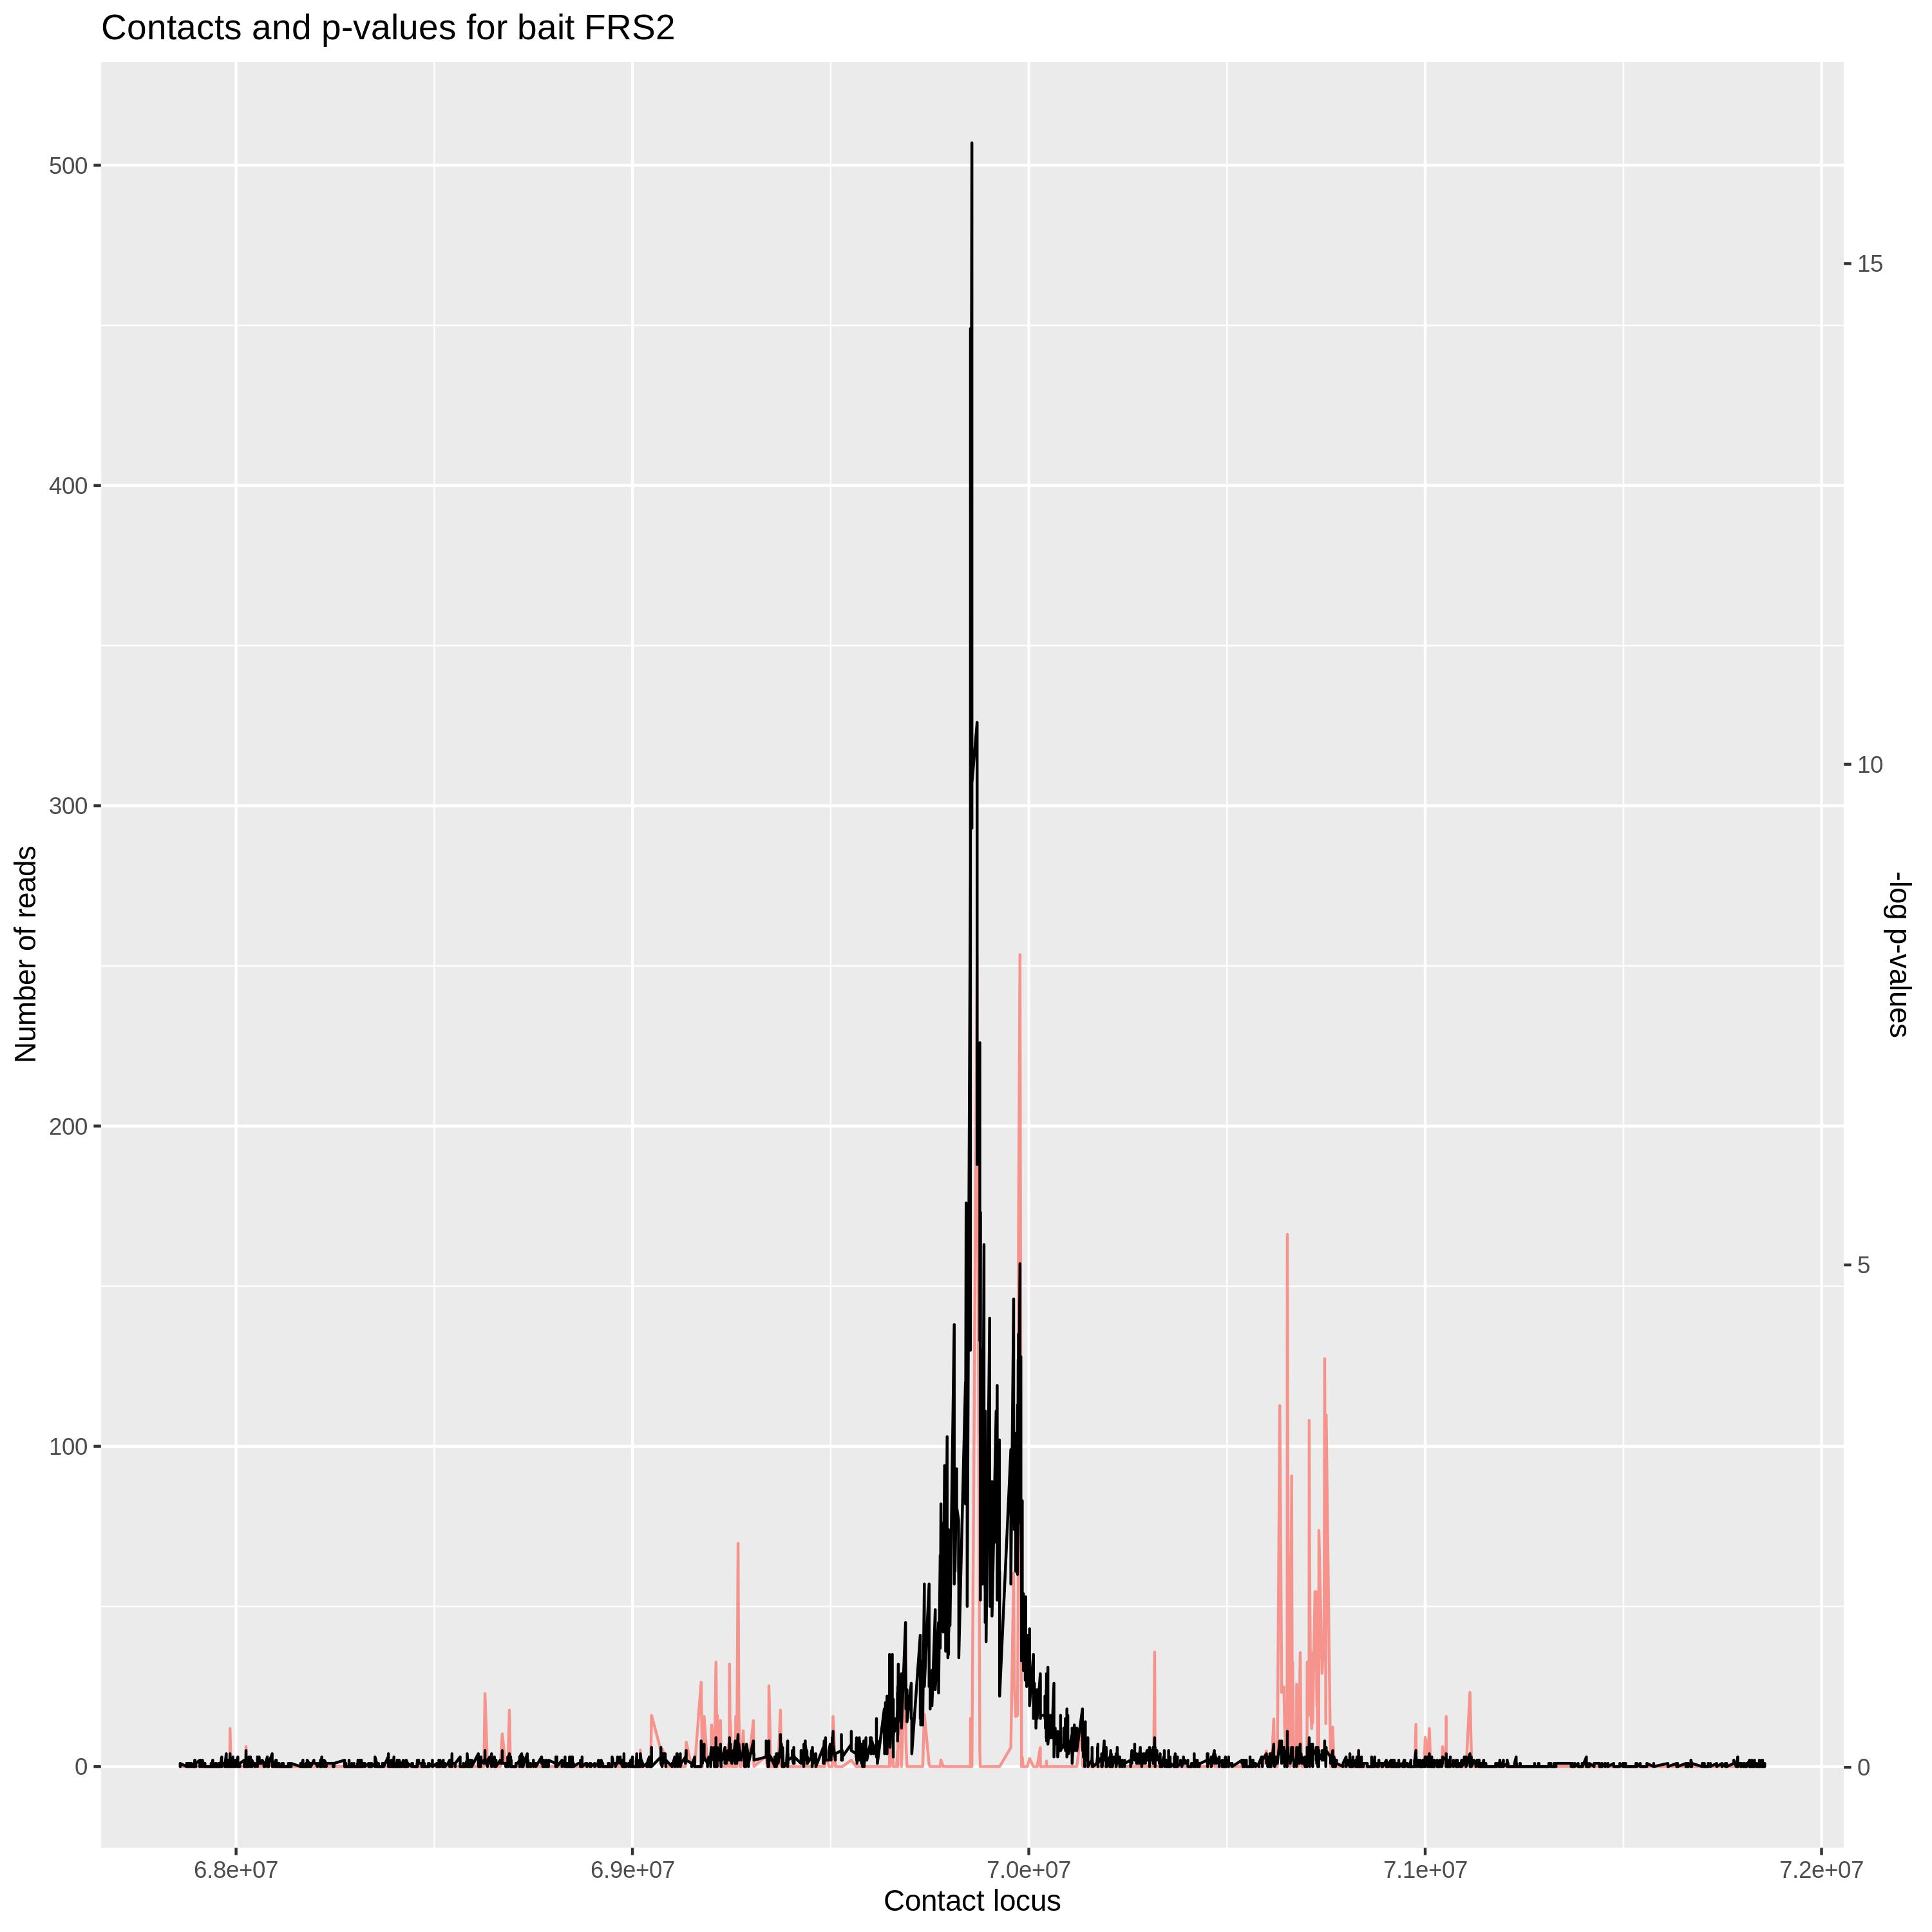 Contacts and p-values for bait FRS2
500
400
300
200
100
0
Number of reads
15
10
5
0
-log p-values
6.8e+07
6.9e+07
7.0e+07
7.1e+07
7.2e+07
Contact locus